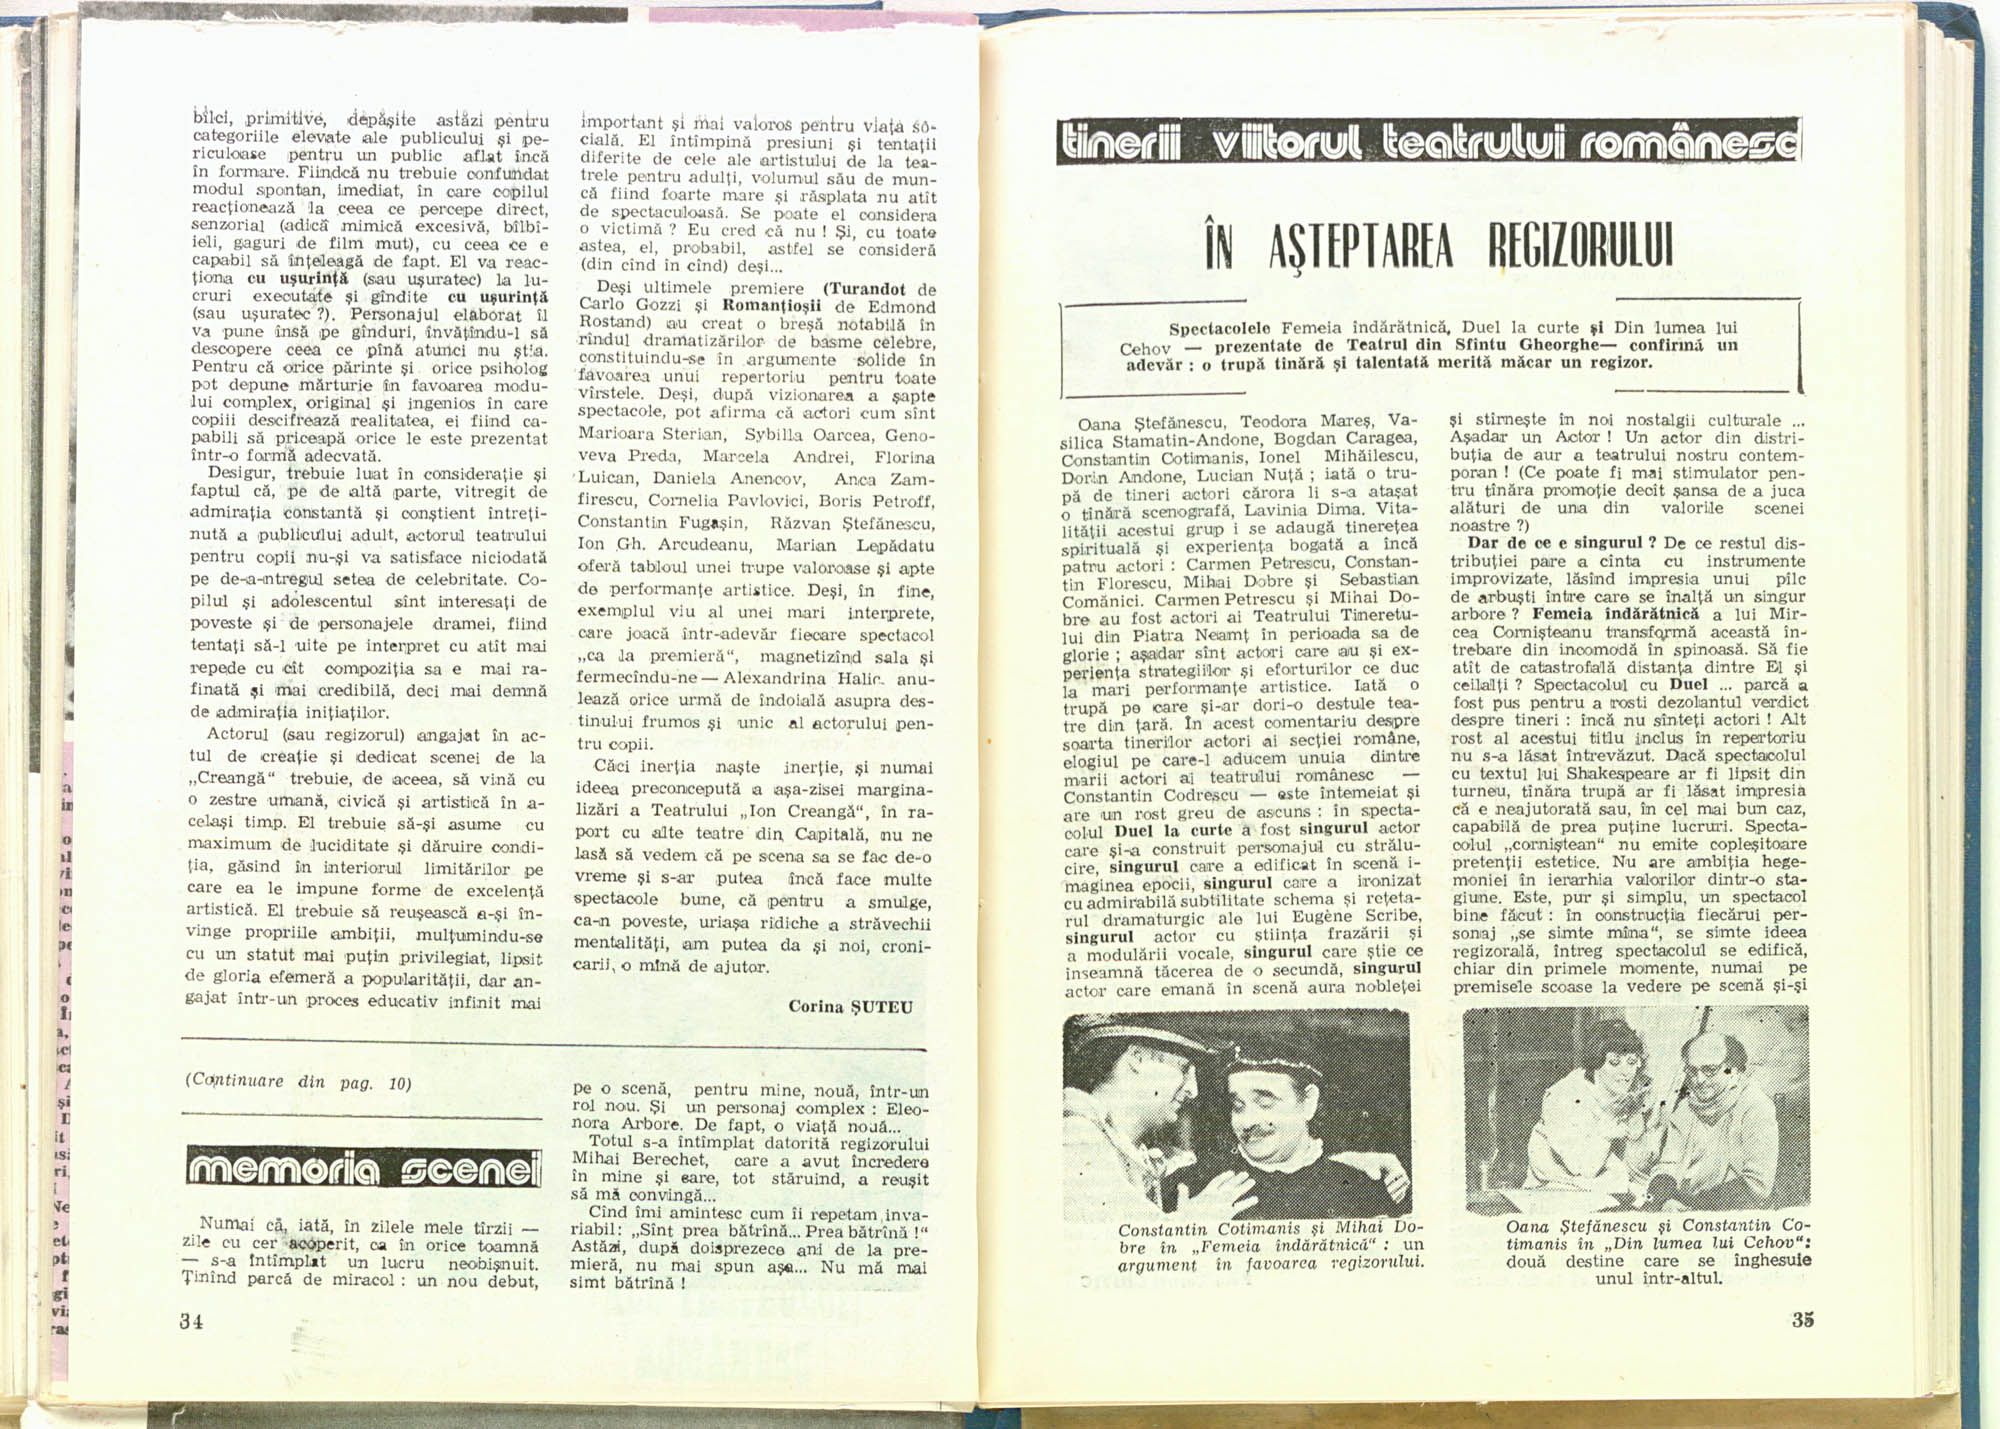 bîlci, primitive, depășite astăzi pentru
categoriile elevate ale publicului și pe-
riculoase pentru un public aflat încă
în formare. Fiindcă nu trebuie confundat
modul spontan, imediat, în care copilul
reacționează la ceea ce percepe direct,
senzorial (adică mimică excesivă, bîlbî-
ieli, gaguri de film mut), cu ceea ce e
capabil să înțeleagă de fapt. El va reac-
ționa cu ușurință (sau ușuratec) la lu-
cruri executate și gîndite cu ușurință
(sau ușuratec ?). Personajul elaborat îl
va pune însă pe gînduri, învățîndu-l să
descopere ceea ce pînă atunci nu știa.
Pentru că orice părinte și orice psiholog
pot depune mărturie în favoarea modu-
lui complex, original și ingenios în care
copiii descifrează realitatea, ei fiind ca-
pabili să priceapă orice le este prezentat
într-o formă adecvată.
Desigur, trebuie luat în considerație și
faptul că, pe de altă parte, vitregit de
admirația constantă și conștient întreți-
nută a publicului adult, actorul teatrului
pentru copii nu-și va satisface niciodată
pe de-a-ntregul setea de celebritate. Co-
pilul și adolescentul sînt interesați de
poveste și de personajele dramei, fiind
tentați să-l uite pe interpret cu atît mai
repede cu cît compoziția sa e mai ra-
finată și mai credibilă, deci mai demnă
de admirația inițiaților.
Actorul (sau regizorul) angajat în ac-
tul de creație și dedicat scenei de la
„Creangă“ trebuie, de aceea, să vină cu
o zestre umană, civică și artistică în a-
celași timp. El trebuie să-și asume cu
maximum de luciditate și dăruire condi-
ția, găsind în interiorul limitărilor pe
care ea le impune forme de excelență
artistică. El trebuie să reușească a-și în-
vinge propriile ambiții, mulțumindu-se
cu un statut mai puțin privilegiat, lipsit
de gloria efemeră a popularității, dar an-
gajat într-un proces educativ infinit mai
important și mai valoros pentru viața so-
cială. El întîmpină presiuni și tentații
diferite de cele ale artistului de la tea-
trele pentru adulți, volumul său de mun-
că fiind foarte mare și răsplata nu atît
de spectaculoasă. Se poate el considera
o victimă ? Eu cred că nu ! Și, cu toate
astea, el, probabil, astfel se consideră
(din cînd în cînd) deși...
Deși ultimele premiere (Turandot de
Carlo Gozzi și Romanțioșii de Edmond
Rostand) au creat o breșă notabilă în
rîndul dramatizărilor de basme celebre,
constituindu-se în argumente solide în
favoarea unui repertoriu pentru toate
vîrstele. Deși, după vizionarea a șapte
spectacole, pot afirma că actori cum sînt
Marioara Sterian, Sybilla Oarcea, Geno-
veva Preda, Marcela Andrei, Florina
Luican, Daniela Anencov, Anca Zam-
firescu, Cornelia Pavlovici, Boris Petroff,
Constantin Fugașin, Răzvan Ștefănescu,
Ion Gh. Arcudeanu, Marian Lepădatu
oferă tabloul unei trupe valoroase și apte
de performanțe artistice. Deși, în fine,
exemplul viu al unei mari interprete,
care joacă într-adevăr fiecare spectacol
„ca la premieră“, magnetizînd sala și
fermecîndu-ne — Alexandrina Halic anu-
lează orice urmă de îndoială asupra des-
tinului frumos și unic al actorului pen-
tru copii.
Căci inerția naște inerție, și numai
ideea preconcepută a așa-zisei margina-
lizări a Teatrului „Ion Creangă“, în ra-
port cu alte teatre din Capitală, nu ne
lasă să vedem că pe scena sa se fac de-o
vreme și s-ar putea încă face multe
spectacole bune, că pentru a smulge,
ca-n poveste, uriașa ridiche a străvechii
mentalități, am putea da și noi, croni-
carii, o mînă de ajutor.
Corina ȘUTEU
(Continuare din pag. 10)
memoria scenei
Numai că, iată, în zilele mele tîrzii —
zile cu cer acoperit, ca în orice toamnă
— s-a întîmplat un lucru neobișnuit.
Ținînd parcă de miracol : un nou debut,
pe o scenă, pentru mine, nouă, într-un
rol nou. Și un personaj complex : Eleo-
nora Arbore. De fapt, o viață nouă...
Totul s-a întîmplat datorită regizorului
Mihai Berechet, care a avut încredere
în mine și care, tot stăruind, a reușit
să mă convingă...
Cînd îmi amintesc cum îi repetam inva-
riabil: „Sînt prea bătrînă... Prea bătrînă !“
Astăzi, după doisprezece ani de la pre-
mieră, nu mai spun așa... Nu mă mai
simt bătrînă !
34
tinerii viitorul teatrului românesc
ÎN AȘTEPTAREA REGIZORULUI
Spectacolele Femeia îndărătnică, Duel la curte și Din lumea lui
Cehov — prezentate de Teatrul din Sfîntu Gheorghe— confirmă un
adevăr : o trupă tînără și talentată merită măcar un regizor.
Oana Ștefănescu, Teodora Mareș, Va-
silica Stamatin-Andone, Bogdan Caragea,
Constantin Cotimanis, Ionel Mihăilescu,
Dorin Andone, Lucian Nuță ; iată o tru-
pă de tineri actori cărora li s-a atașat
o tînără scenografă, Lavinia Dima. Vita-
lității acestui grup i se adaugă tinerețea
spirituală și experiența bogată a încă
patru actori : Carmen Petrescu, Constan-
tin Florescu, Mihai Dobre și Sebastian
Comănici. Carmen Petrescu și Mihai Do-
bre au fost actori ai Teatrului Tineretu-
lui din Piatra Neamț în perioada sa de
glorie ; așadar sînt actori care au și ex-
periența strategiilor și eforturilor ce duc
la mari performanțe artistice. Iată o
trupă pe care și-ar dori-o destule tea-
tre din țară. În acest comentariu despre
soarta tinerilor actori ai secției române,
elogiul pe care-l aducem unuia dintre
marii actori ai teatrului românesc —
Constantin Codrescu — este întemeiat și
are un rost greu de ascuns : în specta-
colul Duel la curte a fost singurul actor
care și-a construit personajul cu strălu-
cire, singurul care a edificat în scenă i-
maginea epocii, singurul care a ironizat
cu admirabilă subtilitate schema și rețeta-
rul dramaturgic ale lui Eugène Scribe,
singurul actor cu știința frazării și
a modulării vocale, singurul care știe ce
înseamnă tăcerea de o secundă, singurul
actor care emană în scenă aura nobleței
și stîrnește în noi nostalgii culturale ...
Așadar un Actor ! Un actor din distri-
buția de aur a teatrului nostru contem-
poran ! (Ce poate fi mai stimulator pen-
tru tînăra promoție decît șansa de a juca
alături de una din valorile scenei
noastre ?)
Dar de ce e singurul ? De ce restul dis-
tribuției pare a cînta cu instrumente
improvizate, lăsînd impresia unui pîlc
de arbuști între care se înalță un singur
arbore ? Femeia îndărătnică a lui Mir-
cea Cornișteanu transformă această în-
trebare din incomodă în spinoasă. Să fie
atît de catastrofală distanța dintre El și
ceilalți ? Spectacolul cu Duel ... parcă a
fost pus pentru a rosti dezolantul verdict
despre tineri : încă nu sînteți actori ! Alt
rost al acestui titlu inclus în repertoriu
nu s-a lăsat întrevăzut. Dacă spectacolul
cu textul lui Shakespeare ar fi lipsit din
turneu, tînăra trupă ar fi lăsat impresia
că e neajutorată sau, în cel mai bun caz,
capabilă de prea puține lucruri. Specta-
colul „corniștean“ nu emite copleșitoare
pretenții estetice. Nu are ambiția hege-
moniei în ierarhia valorilor dintr-o sta-
giune. Este, pur și simplu, un spectacol
bine făcut : în construcția fiecărui per-
sonaj „se simte mîna“, se simte ideea
regizorală, întreg spectacolul se edifică,
chiar din primele momente, numai pe
premisele scoase la vedere pe scenă și-și
Constantin Cotimanis și Mihai Do-
bre în „Femeia îndărătnică“ : un
argument în favoarea regizorului.
Oana Ștefănescu și Constantin Co-
timanis în „Din lumea lui Cehov“:
două destine care se înghesuie
unul într-altul.
35